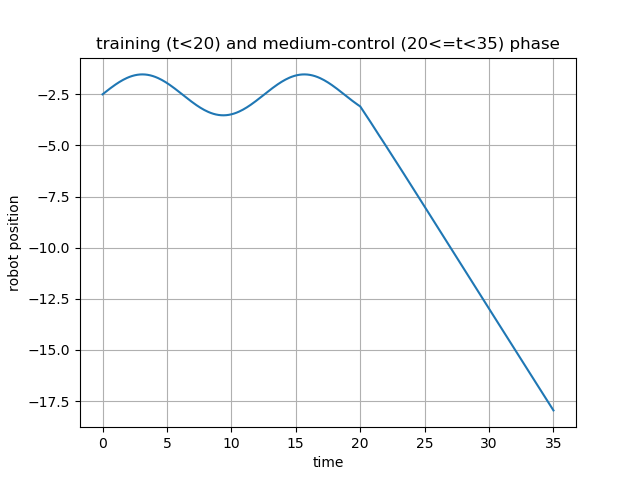 training (t<20) and medium-control (20<=t<35) phase
robot position
−2.5
−5.0
−7.5
−10.0
−12.5
−15.0
−17.5
0 5 10 15 20 25 30 35
time